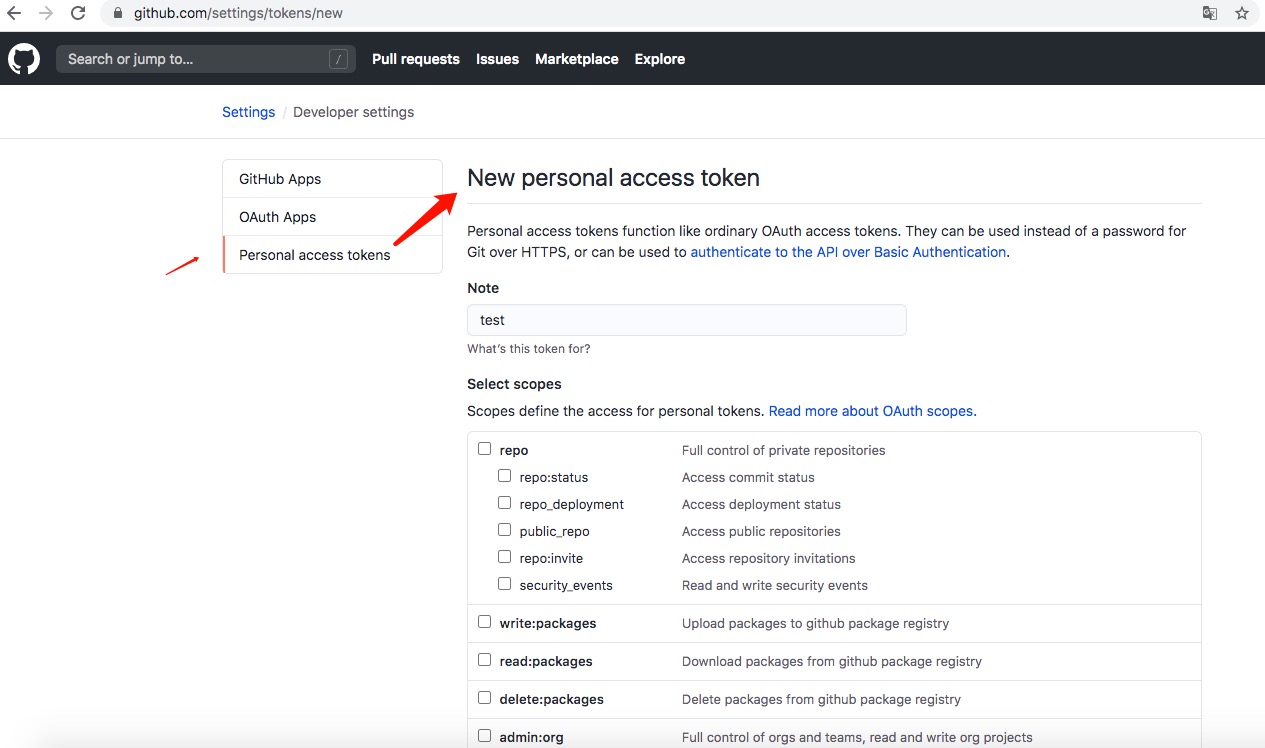 github.com/settings/tokens/new
Search or jump to...
/
Pull requests Issues Marketplace Explore
Settings / Developer settings
GitHub Apps
OAuth Apps
Personal access tokens
New personal access token
Personal access tokens function like ordinary OAuth access tokens. They can be used instead of a password for
Git over HTTPS, or can be used to authenticate to the API over Basic Authentication.
Note
test
What's this token for?
Select scopes
Scopes define the access for personal tokens. Read more about OAuth scopes.
repo Full control of private repositories
repo:status Access commit status
repo_deployment Access deployment status
public_repo Access public repositories
repo:invite Access repository invitations
security_events Read and write security events
write:packages Upload packages to github package registry
read:packages Download packages from github package registry
delete:packages Delete packages from github package registry
admin:org Full control of orgs and teams, read and write org projects